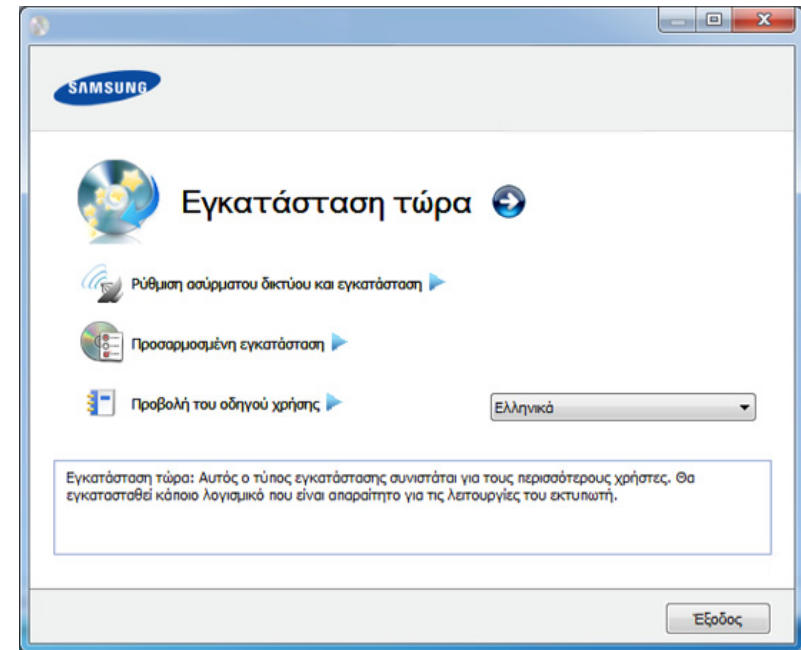 SAMSUNG
Εγκατάσταση τώρα
Ρύθμιση ασύρματου δικτύου και εγκατάσταση
Προσαρμοσμένη εγκατάσταση
Προβολή του οδηγού χρήσης
Ελληνικά
Εγκατάσταση τώρα: Αυτός ο τύπος εγκατάστασης συνιστάται για τους περισσότερους χρήστες. Θα
εγκατασταθεί κάποιο λογισμικό που είναι απαραίτητο για τις λειτουργίες του εκτυπωτή.
Έξοδος